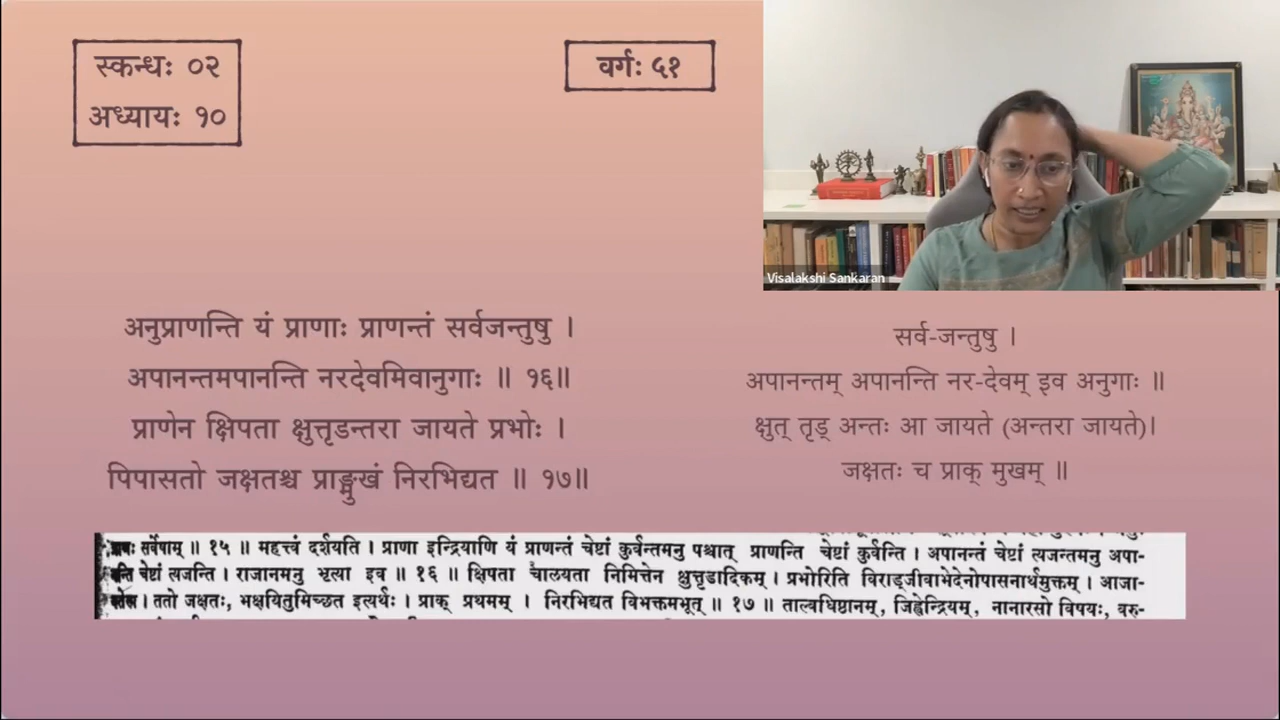 स्कन्धः ०२
अध्यायः १०
वर्गः ५१
Visalakshi Sankaran
अनुप्राणन्ति यं प्राणाः प्राणन्तं सर्वजन्तुषु ।
अपानन्तमपानन्ति नरदेवमिवानुगाः ॥ १६॥
प्राणेन क्षिपता क्षुत्तृडन्तरा जायते प्रभोः ।
पिपासतो जक्षतश्च प्राङ्मुखं निरभिद्यत ॥ १७॥
सर्व-जन्तुषु ।
अपानन्तम् अपानन्ति नर-देवम् इव अनुगाः ॥
क्षुत् तृड् अन्तः आ जायते (अन्तरा जायते)।
जक्षतः च प्राक् मुखम् ॥
सर्वेषाम् ॥ १५ ॥ महत्त्वं दर्शयति । प्राणा इन्द्रियाणि यं प्राणन्तं चेष्टां कुर्वन्तमनु पश्चात् प्राणन्ति चेष्टां कुर्वन्ति । अपानन्तं चेष्टां त्यजन्तमनु अपा-
चेष्टां त्यजन्ति । राजानमनु भृत्या इव ॥ १६ ॥ क्षिपता चालयता निमित्तेन क्षुत्तृडादिकम् । प्रभोरिति विराड्जीवाभेदेनोपासनार्थमुक्तम् । आजा-
ततो जक्षतः, भक्षयितुमिच्छत इत्यर्थः । प्राक् प्रथमम् । निरभिद्यत विभक्तमभूत् ॥ १७ ॥ ताल्वधिष्ठानम्, जिह्वेन्द्रियम्, नानारसो विषयः, वरु-